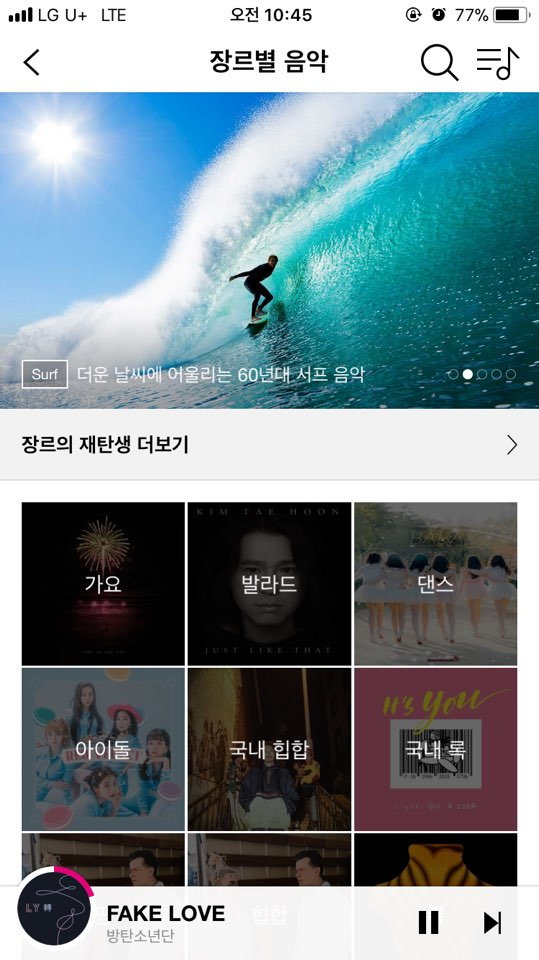 LG U+ LTE
오전 10:45
77%
장르별 음악
Surf 더운 날씨에 어울리는 60년대 서프 음악
장르의 재탄생 더보기
KIM TAE HOON
가요
발라드
댄스
JUST LIKE THAT
아이돌
국내 힙합
국내 록
It's You
힙합
LY 轉
FAKE LOVE
방탄소년단